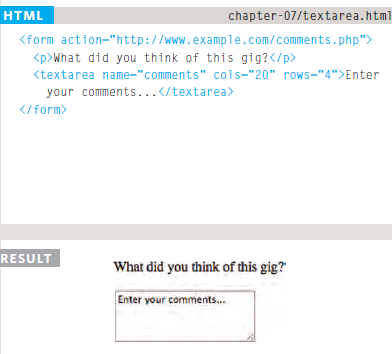 HTML chapter-07/textarea.html
<form action="http://www.example.com/comments.php">
<p>What did you think of this gig?</p>
<textarea name="comments" cols="20" rows="4">Enter
your comments...</textarea>
</form>
RESULT
What did you think of this gig?
Enter your comments...